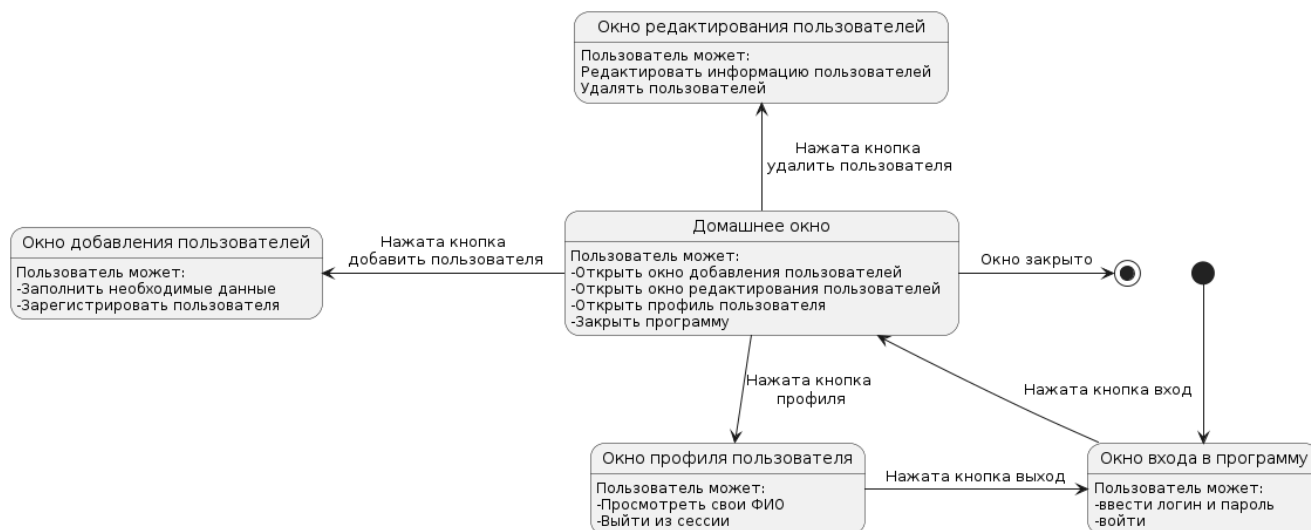 Окно редактирования пользователей
Пользователь может:
Редактировать информацию пользователей
Удалять пользователей
Нажата кнопка
удалить пользователя
Домашнее окно
Пользователь может:
-Открыть окно добавления пользователей
-Открыть окно редактирования пользователей
-Открыть профиль пользователя
-Закрыть программу
Окно добавления пользователей
Пользователь может:
-Заполнить необходимые данные
-Зарегистрировать пользователя
Нажата кнопка
добавить пользователя
Окно закрыто
Нажата кнопка
профиля
Нажата кнопка вход
Окно профиля пользователя
Пользователь может:
-Просмотреть свои ФИО
-Выйти из сессии
Нажата кнопка выход
Окно входа в программу
Пользователь может:
-ввести логин и пароль
-войти